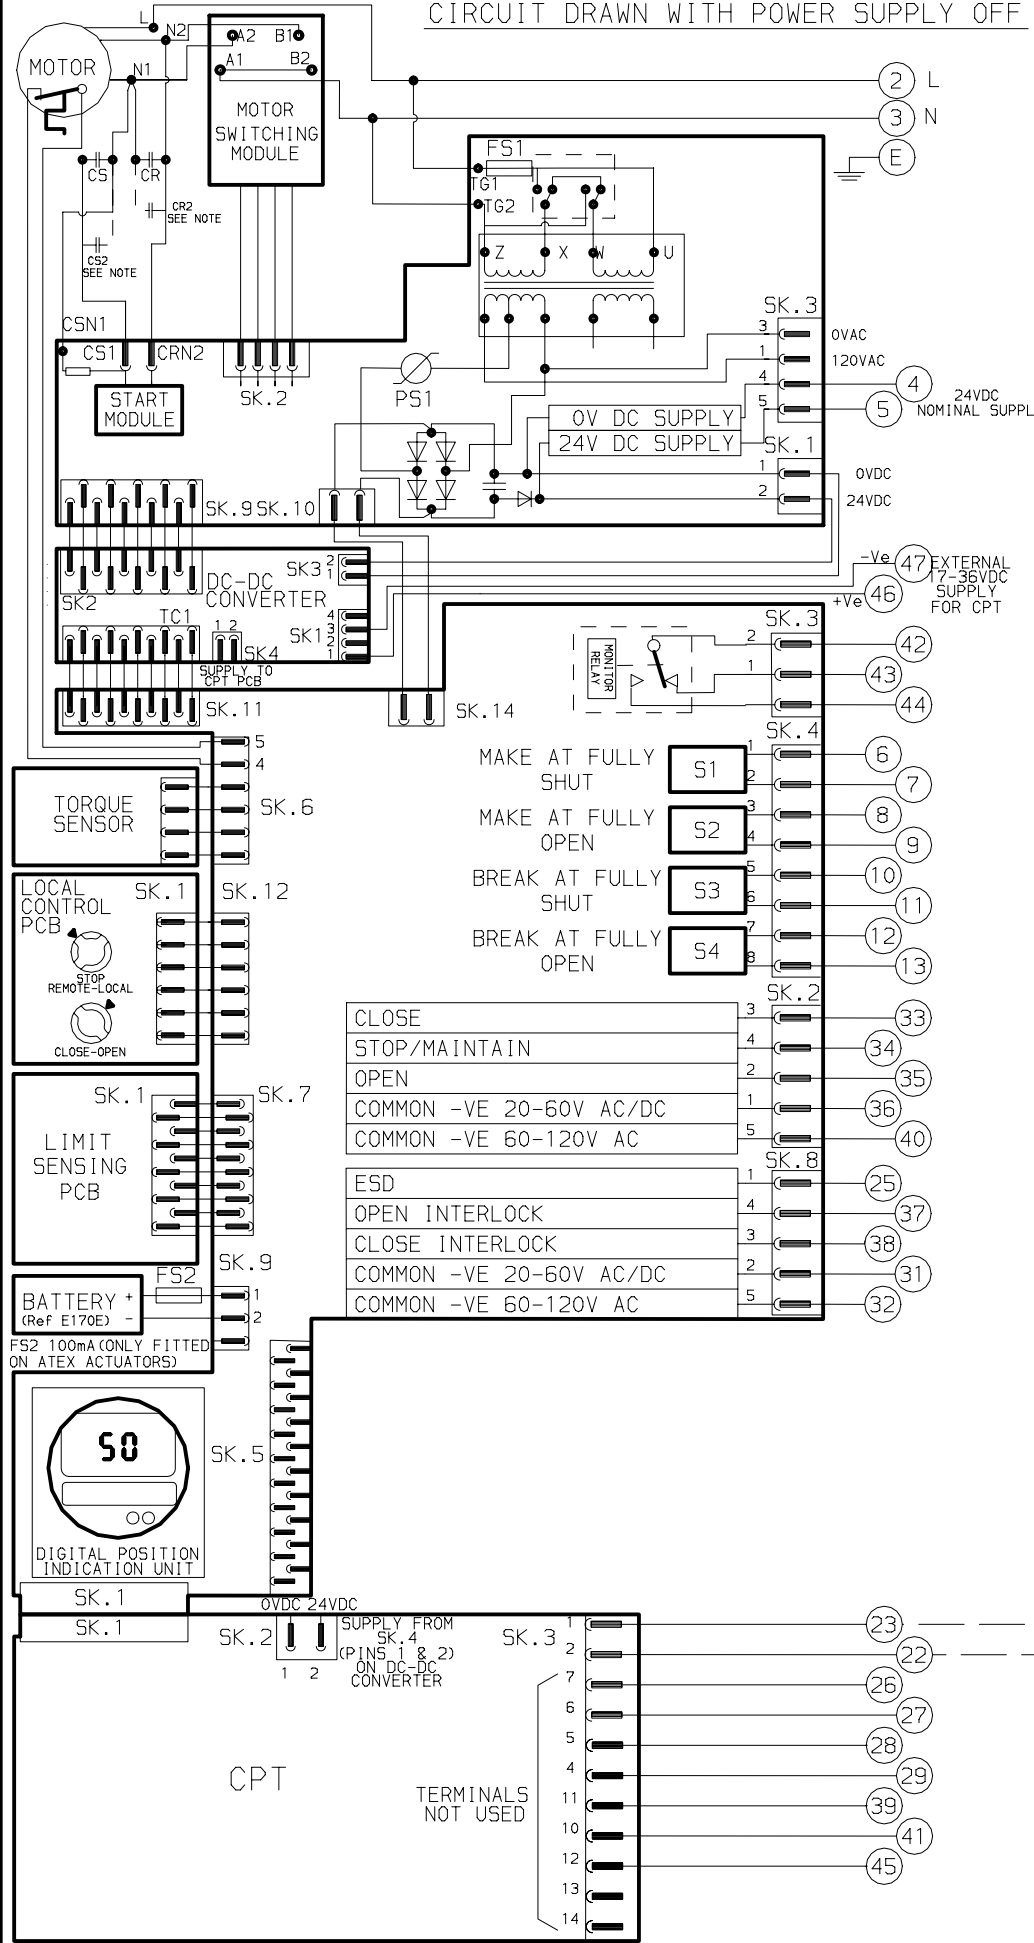 CIRCUIT DRAWN WITH POWER SUPPLY OFF
L
N2
A2 B1
MOTOR
N1
A1 B2
2 L
MOTOR
SWITCHING
MODULE
3 N
FS1
E
CS CR
TG1
CR2
SEE NOTE
TG2
CS2
SEE NOTE
Z X W U
SK.3
CSN1
3 0VAC
CS1 CRN2
1 120VAC
SK.2
PS1
4 4 24VDC
5 5 NOMINAL SUPPL
START
MODULE
0V DC SUPPLY
24V DC SUPPLY
SK.1
1 0VDC
2 24VDC
SK.9 SK.10
SK3 2
1
-Ve 47 EXTERNAL
17-36VDC
SUPPLY
FOR CPT
+Ve 46
DC-DC
CONVERTER
SK2
TC1
SK1 4
3
2
1
1 2
SK4
SUPPLY TO
CPT PCB
SK.3
MONITOR
RELAY
2 42
1 43
44
SK.11
SK.14
SK.4
5
4
MAKE AT FULLY
SHUT
S1
1 6
2 7
TORQUE
SENSOR
SK.6
MAKE AT FULLY
OPEN
S2
3 8
4 9
LOCAL
CONTROL
PCB
SK.1 SK.12
BREAK AT FULLY
SHUT
S3
5 10
6 11
STOP
REMOTE-LOCAL
BREAK AT FULLY
OPEN
S4
7 12
8 13
CLOSE-OPEN
SK.2
CLOSE 3 33
STOP/MAINTAIN 4 34
OPEN 2 35
COMMON -VE 20-60V AC/DC 1 36
COMMON -VE 60-120V AC 5 40
SK.1 SK.7
LIMIT
SENSING
PCB
SK.8
ESD 1 25
OPEN INTERLOCK 4 37
CLOSE INTERLOCK 3 38
COMMON -VE 20-60V AC/DC 2 31
COMMON -VE 60-120V AC 5 32
SK.9
FS2
BATTERY + 1
(Ref E170E) - 2
FS2 100mA(ONLY FITTED
ON ATEX ACTUATORS)
50
SK.5
DIGITAL POSITION
INDICATION UNIT
SK.1
SK.1
0VDC 24VDC
SK.2
1 2
SUPPLY FROM
SK.4
(PINS 1 & 2)
ON DC-DC
CONVERTER
SK.3
1 23
2 22
7 26
6 27
5 28
4 29
11 39
10 41
12 45
13
14
CPT
TERMINALS
NOT USED